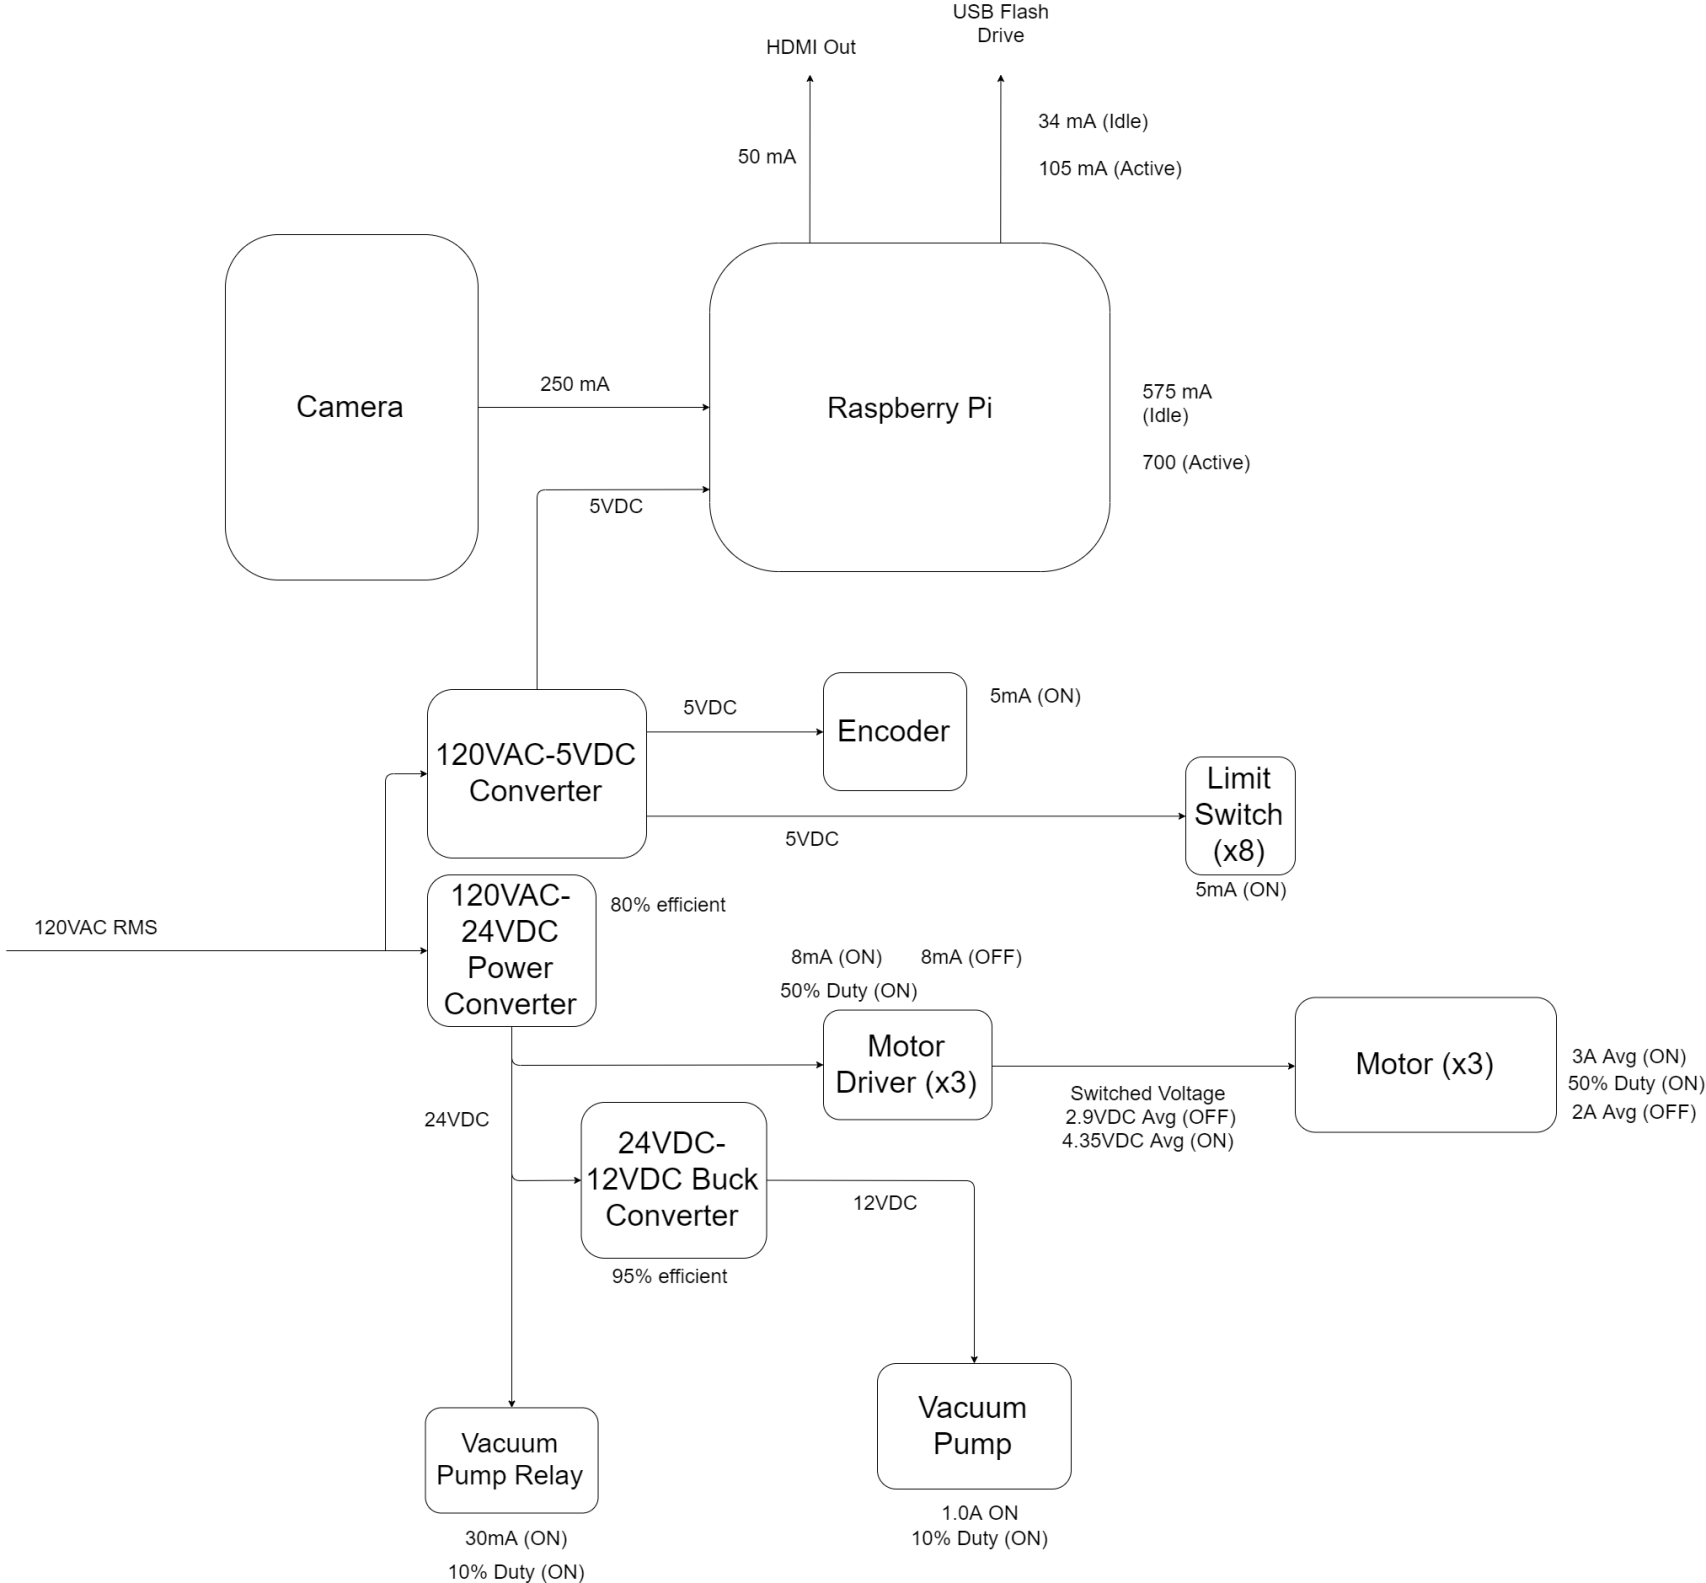 USB Flash
Drive
HDMI Out
34 mA (Idle)
50 mA
105 mA (Active)
Camera
250 mA
Raspberry Pi
575 mA
(Idle)
700 (Active)
5VDC
120VAC-5VDC
Converter
5VDC
Encoder
5mA (ON)
5VDC
Limit
Switch
(x8)
5mA (ON)
120VAC RMS
120VAC-
24VDC
Power
Converter
80% efficient
8mA (ON)
8mA (OFF)
50% Duty (ON)
Motor
Driver (x3)
Switched Voltage
2.9VDC Avg (OFF)
4.35VDC Avg (ON)
Motor (x3)
3A Avg (ON)
50% Duty (ON)
2A Avg (OFF)
24VDC
24VDC-
12VDC Buck
Converter
95% efficient
12VDC
Vacuum
Pump
1.0A ON
10% Duty (ON)
Vacuum
Pump Relay
30mA (ON)
10% Duty (ON)